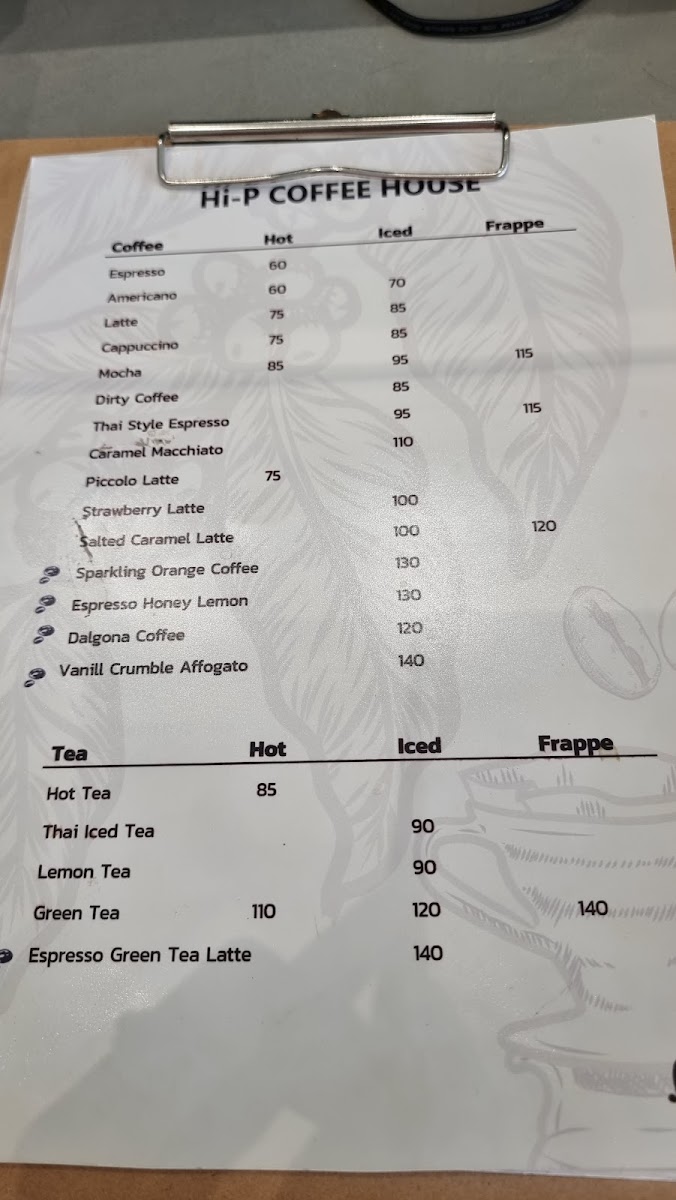 Hi-P COFFEE HOUSE
Coffee Hot Iced Frappe
Espresso 60
Americano 60 70
Latte 75 85
Cappuccino 75 85
Mocha 85 95 115
Dirty Coffee 85
Thai Style Espresso 95 115
Caramel Macchiato 110
Piccolo Latte 75
Strawberry Latte 100
Salted Caramel Latte 100 120
Sparkling Orange Coffee 130
Espresso Honey Lemon 130
Dalgona Coffee 120
Vanill Crumble Affogato 140
Tea Hot Iced Frappe
Hot Tea 85
Thai Iced Tea 90
Lemon Tea 90
Green Tea 110 120 140
Espresso Green Tea Latte 140